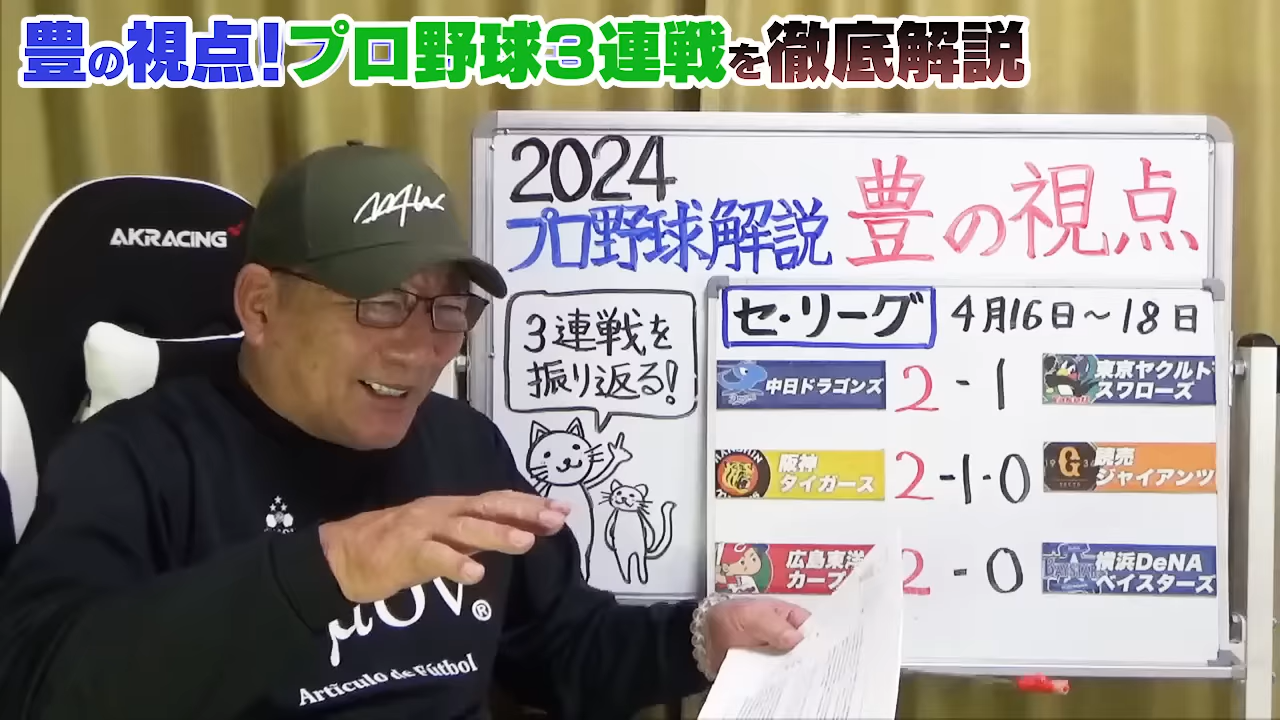 豊の視点!プロ野球3連戦を徹底解説
AKRACING
2024
プロ野球解説 豊の視点
3連戦を
振り返る!
セ・リーグ 4月16日~18日
中日ドラゴンズ 2-1 東京ヤクルト
スワローズ
阪神
タイガース 2-1-0 読売
ジャイアンツ
広島東洋
カープ 2-0 横浜DeNA
ベイスターズ
μov®
Artículo de Fútbol